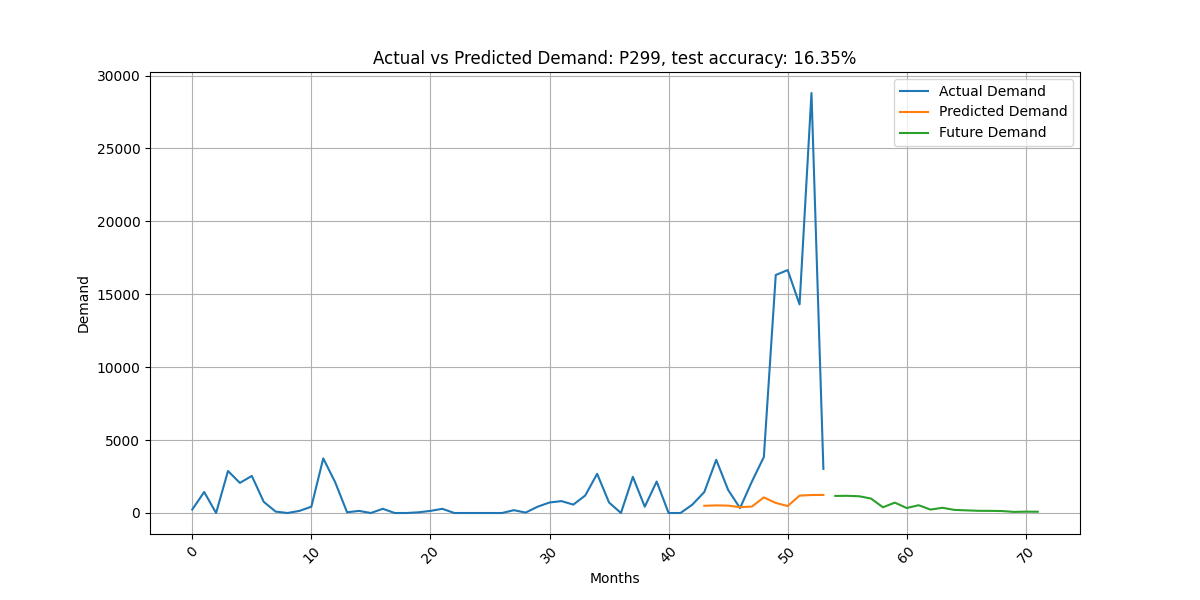 Actual vs Predicted Demand: P299, test accuracy: 16.35%
Actual Demand
Predicted Demand
Future Demand
30000
25000
20000
15000
10000
5000
0
Demand
0
10
20
30
40
50
60
70
Months